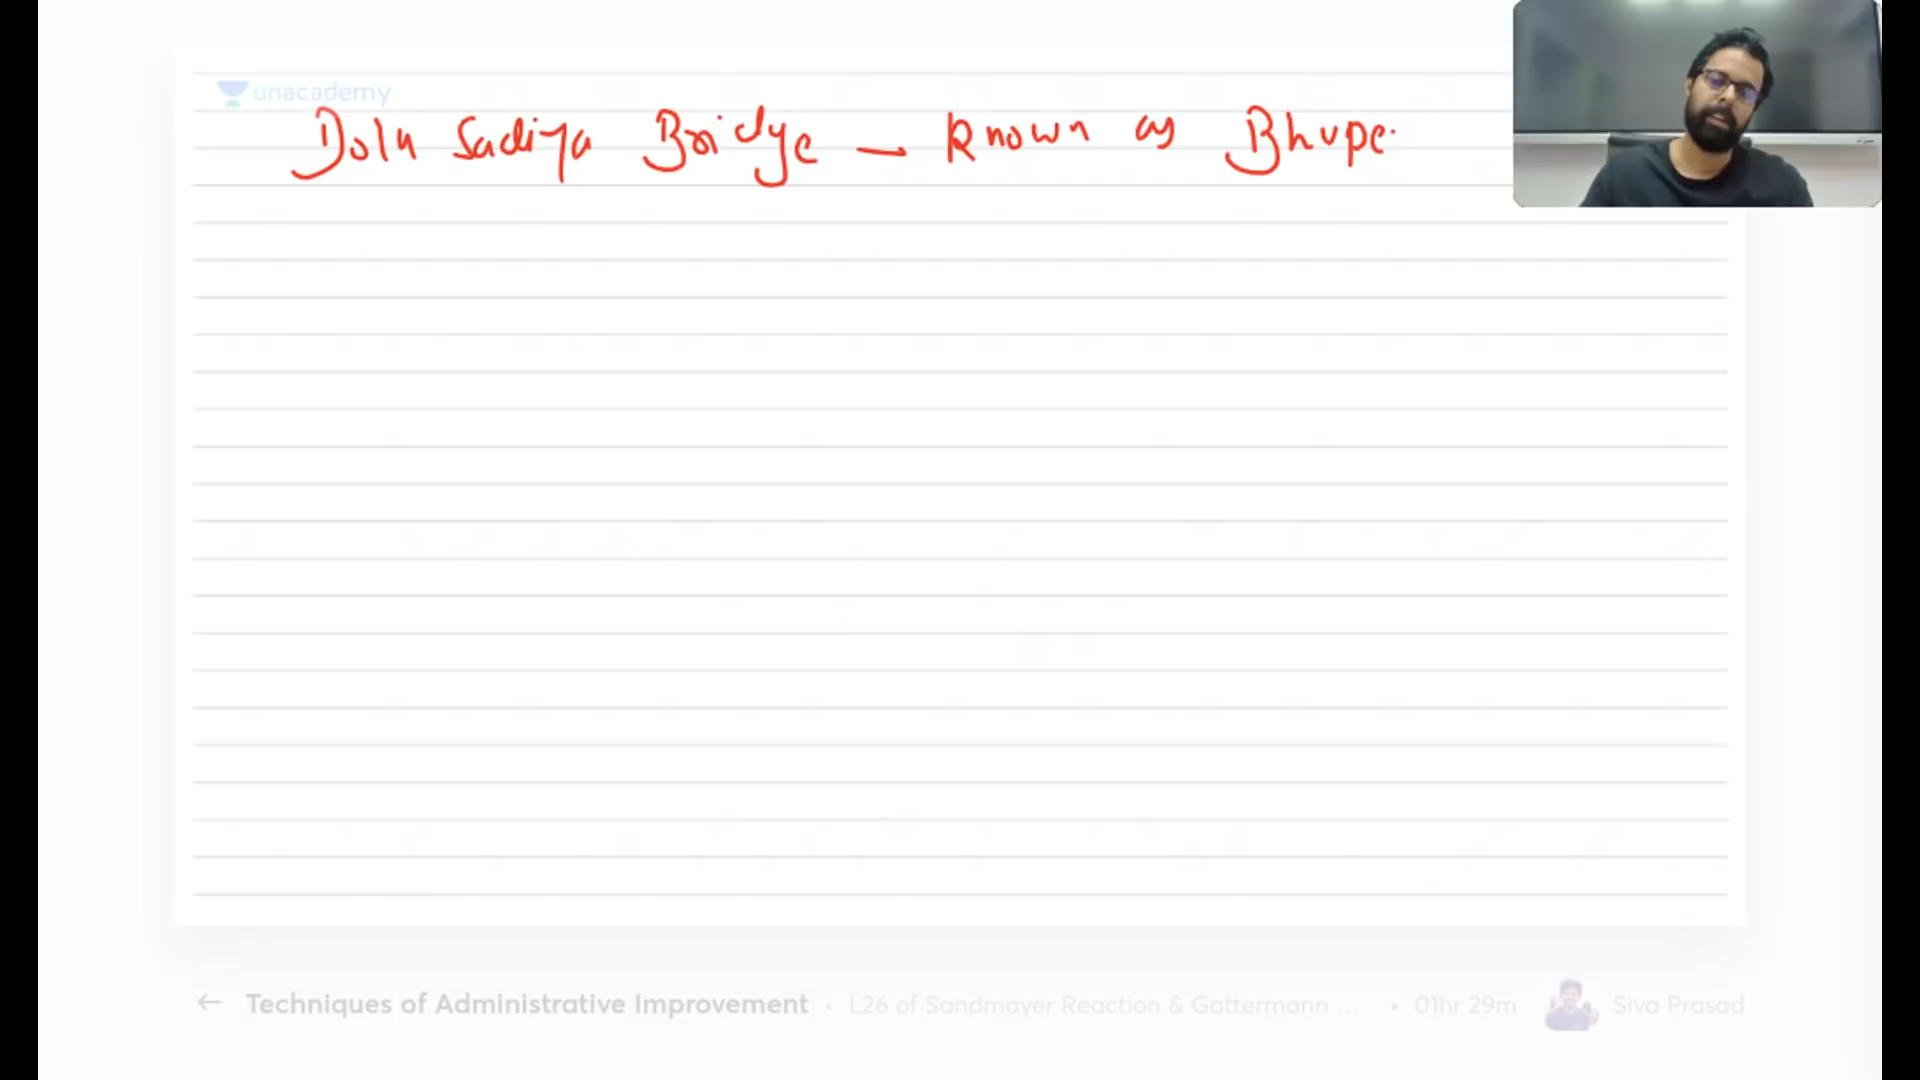 unacademy
Dola Sadiya Bridge — known as Bhupe
← Techniques of Administrative Improvement • L26 of Sandmayer Reaction & Gattermann ... • 01hr 29m Siva Prasad